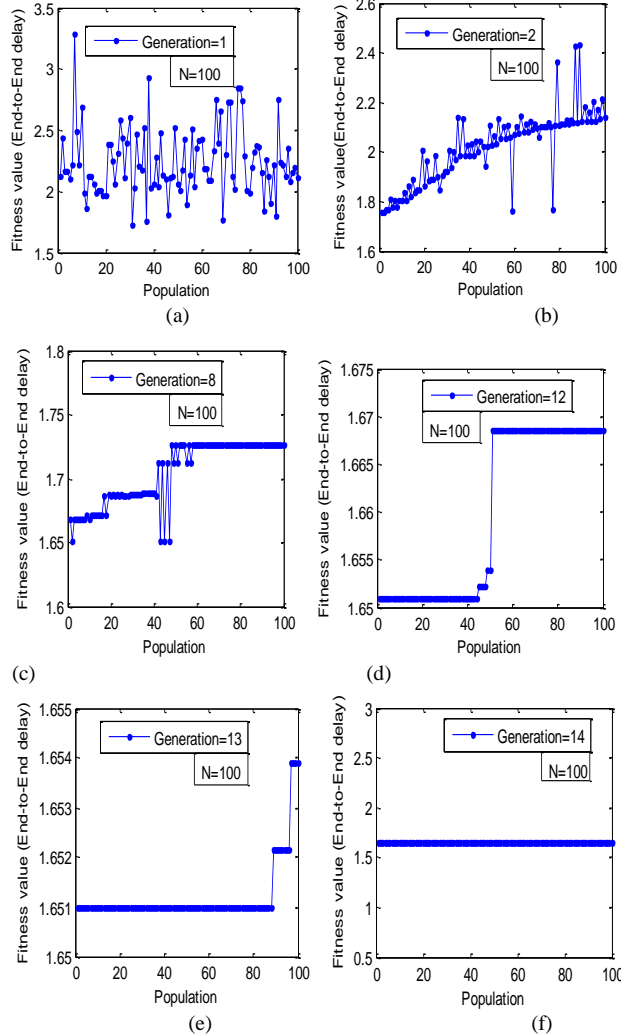 3.5
3
2.5
2
1.5
0 20 40 60 80 100
Fitness value (End-to-End delay)
Population
Generation=1
N=100
(a)
2.6
2.4
2.2
2
1.8
1.6
0 20 40 60 80 100
Fitness value(End-to-End delay)
Population
Generation=2
N=100
(b)
1.8
1.75
1.7
1.65
1.6
0 20 40 60 80 100
Fitness value (End-to-End delay)
Population
Generation=8
N=100
(c)
1.675
1.67
1.665
1.66
1.655
1.65
0 20 40 60 80 100
Fitness value (End-to-End delay)
Population
Generation=12
N=100
(d)
1.655
1.654
1.653
1.652
1.651
1.65
0 20 40 60 80 100
Fitness value (End-to-End delay)
Population
Generation=13
N=100
(e)
3
2.5
2
1.5
1
0.5
0 20 40 60 80 100
Fitness value (End-to-End delay)
Population
Generation=14
N=100
(f)